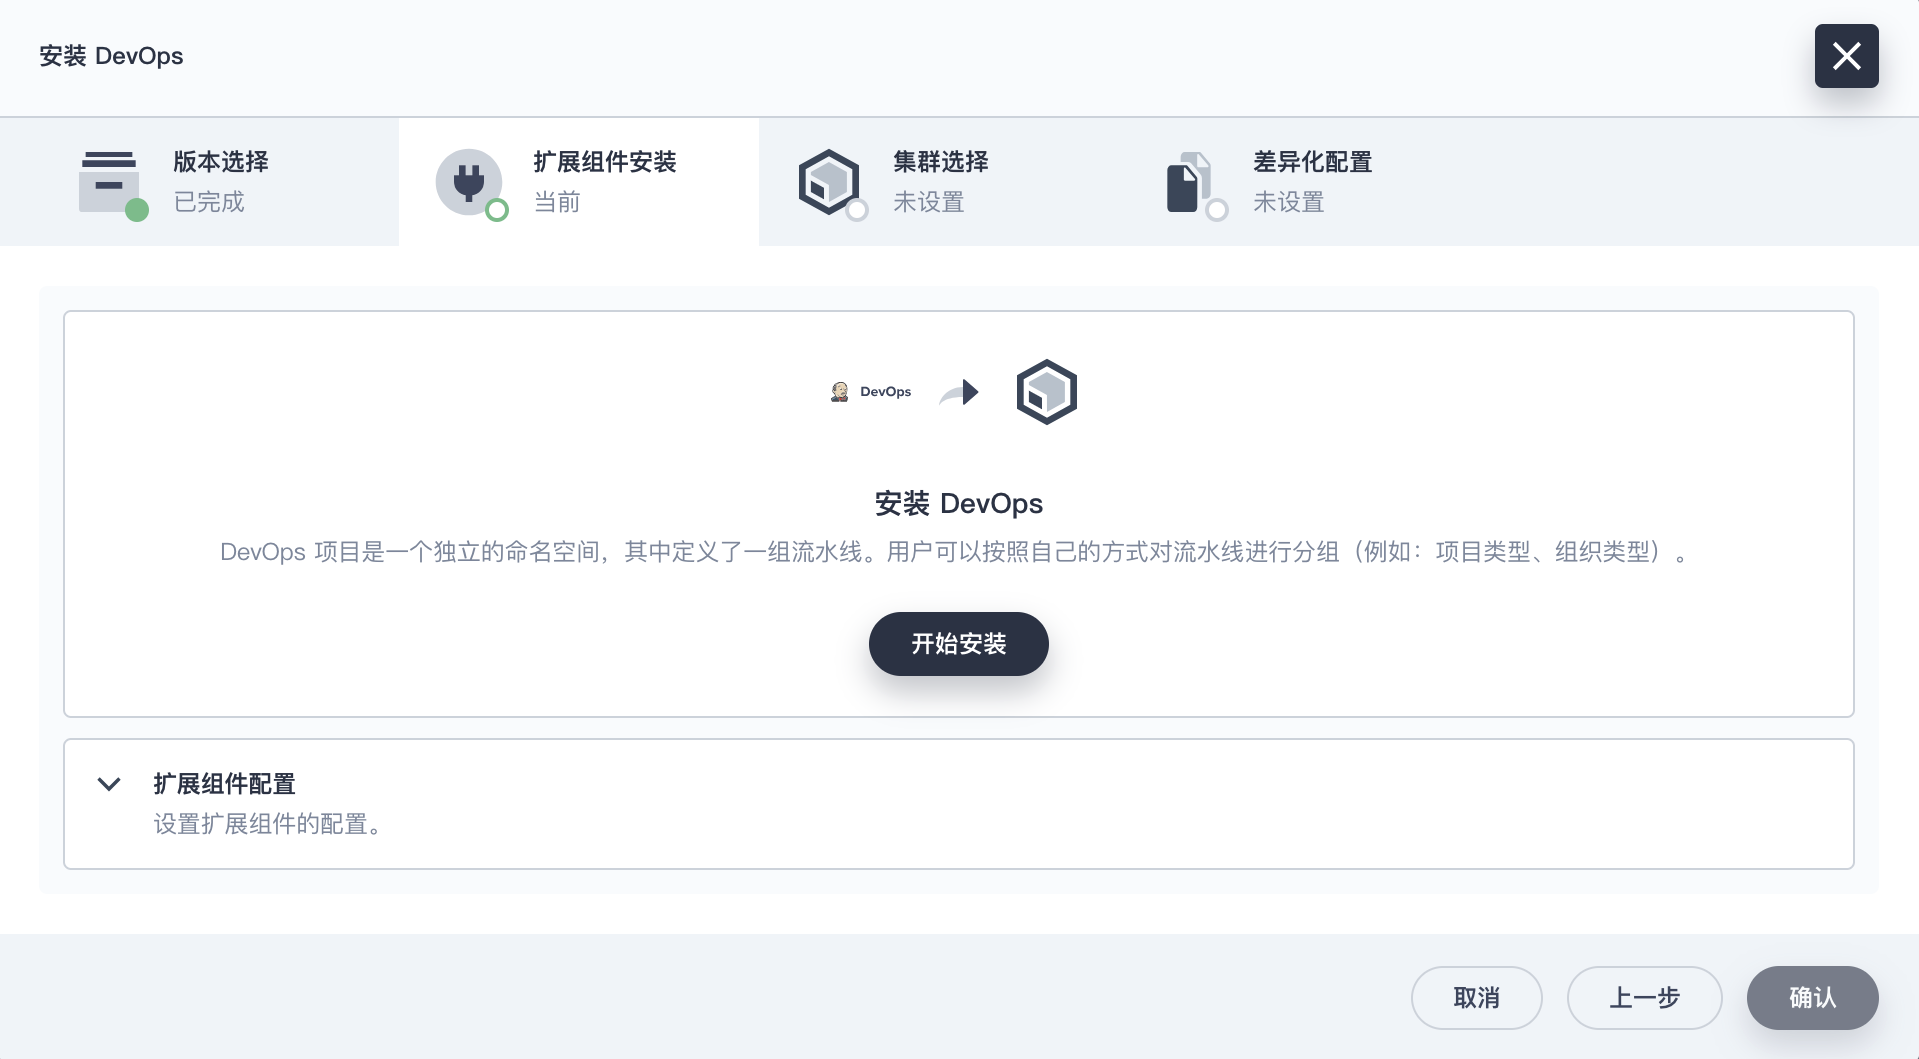 安装 DevOps
版本选择
已完成
扩展组件安装
当前
集群选择
未设置
差异化配置
未设置
DevOps
安装 DevOps
DevOps 项目是一个独立的命名空间，其中定义了一组流水线。用户可以按照自己的方式对流水线进行分组（例如：项目类型、组织类型）。
开始安装
扩展组件配置
设置扩展组件的配置。
取消
上一步
确认